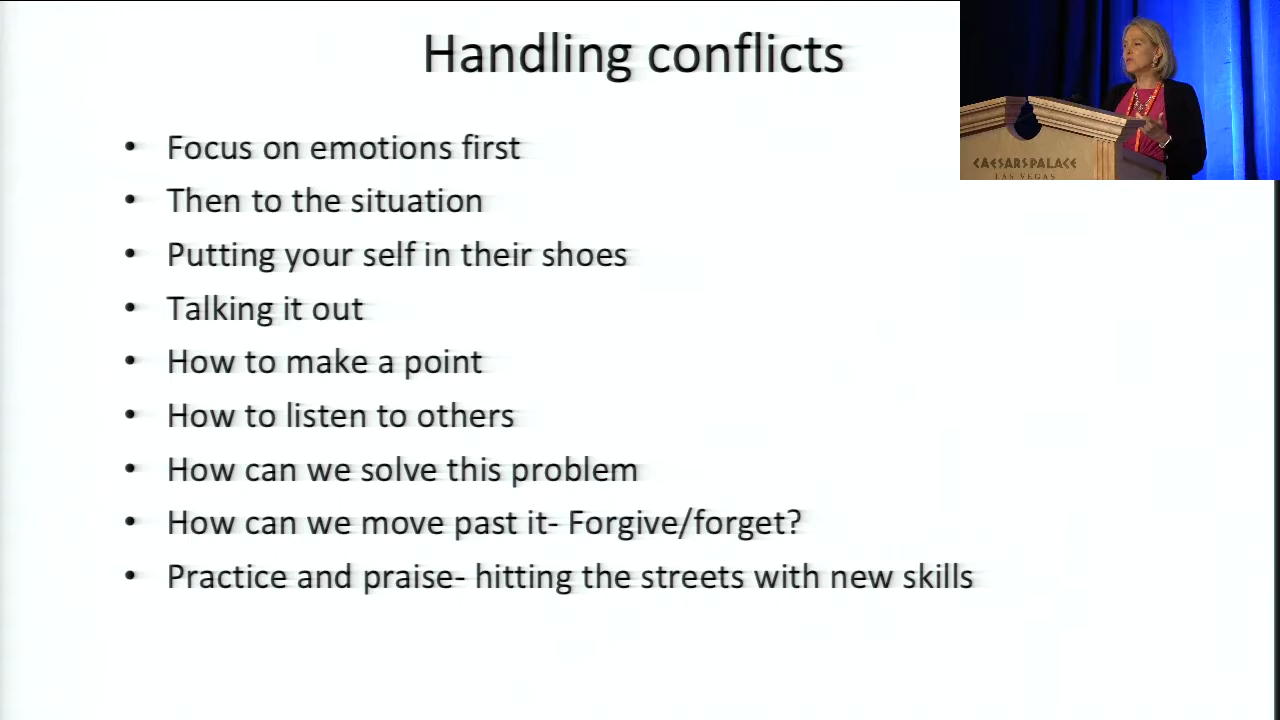 Handling conflicts
• Focus on emotions first
• Then to the situation
• Putting your self in their shoes
• Talking it out
• How to make a point
• How to listen to others
• How can we solve this problem
• How can we move past it- Forgive/forget?
• Practice and praise- hitting the streets with new skills
CAESARS PALACE
LAS VEGAS